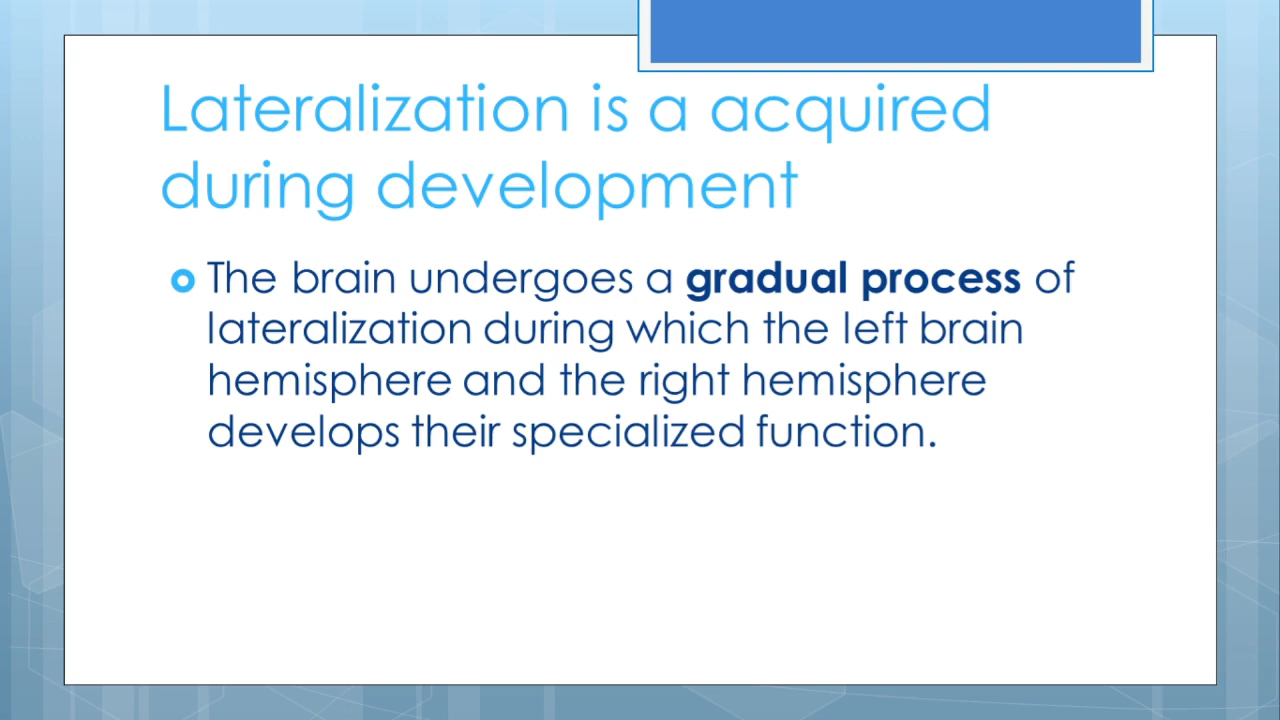 Lateralization is a acquired
during development
The brain undergoes a gradual process of
lateralization during which the left brain
hemisphere and the right hemisphere
develops their specialized function.